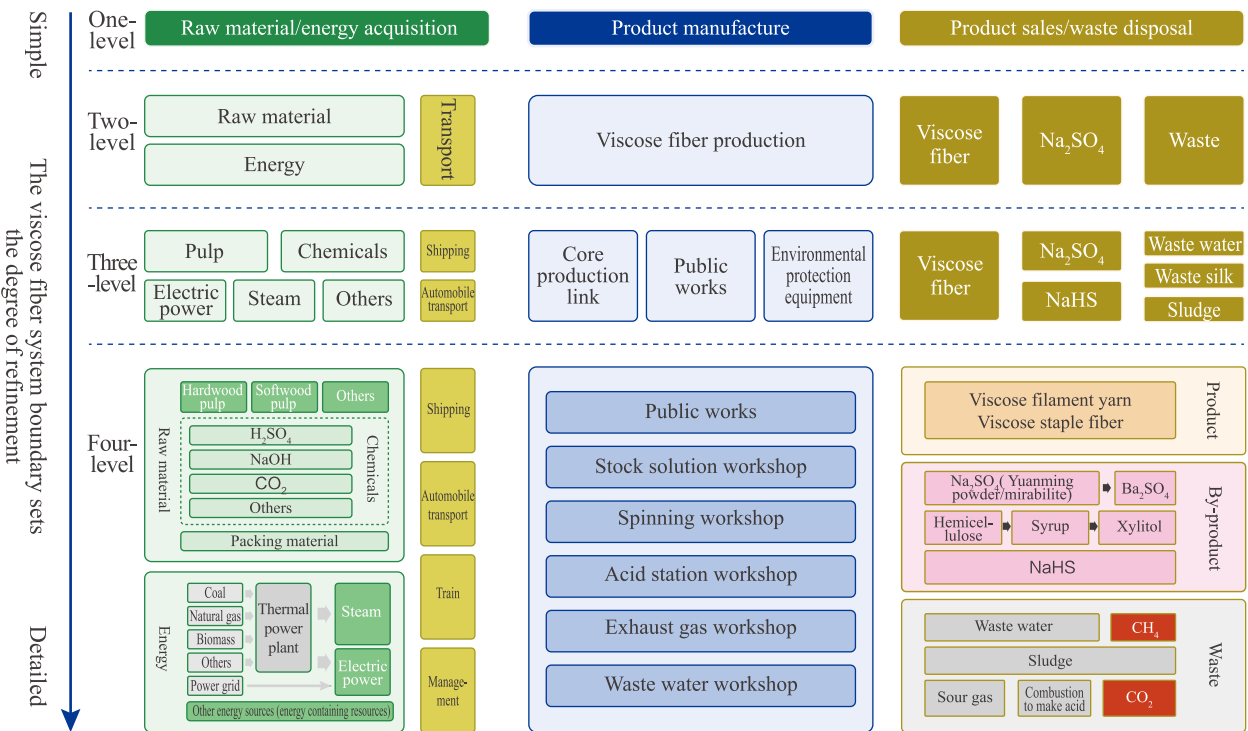 Simple
The viscose fiber system boundary sets
the degree of refinement
Detailed
One-
level
Raw material/energy acquisition
Product manufacture
Product sales/waste disposal
Two-
level
Raw material
Energy
Transport
Viscose fiber production
Viscose
fiber
Na₂SO₄
Waste
Three
-level
Pulp
Chemicals
Electric
power
Steam
Others
Shipping
Automobile
transport
Core
production
link
Public
works
Environmental
protection
equipment
Viscose
fiber
Na₂SO₄
NaHS
Waste water
Waste silk
Sludge
Four-
level
Raw material
Hardwood
pulp
Softwood
pulp
Others
H₂SO₄
NaOH
CO₂
Others
Chemicals
Packing material
Energy
Coal
Natural gas
Biomass
Others
Power grid
Thermal
power
plant
Steam
Electric
power
Other energy sources (energy containing resources)
Shipping
Automobile
transport
Train
Manage-
ment
Public works
Stock solution workshop
Spinning workshop
Acid station workshop
Exhaust gas workshop
Waste water workshop
Viscose filament yarn
Viscose staple fiber
Product
Na₂SO₄( Yuanming
powder/mirabilite)
Ba₂SO₄
Hemicel-
lulose
Syrup
Xylitol
NaHS
By-product
Waste water
CH₄
Sludge
Sour gas
Combustion
to make acid
CO₂
Waste